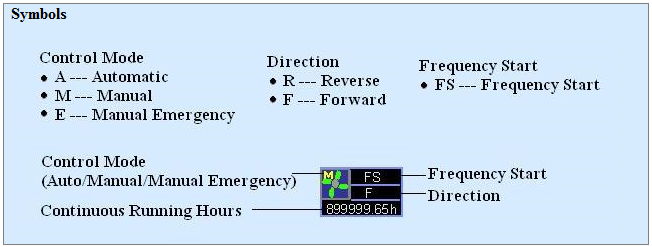 Symbols
Control Mode
• A --- Automatic
• M --- Manual
• E --- Manual Emergency
Direction
• R --- Reverse
• F --- Forward
Frequency Start
• FS --- Frequency Start
Control Mode
(Auto/Manual/Manual Emergency)
Continuous Running Hours
M
FS
F
899999.65h
Frequency Start
Direction